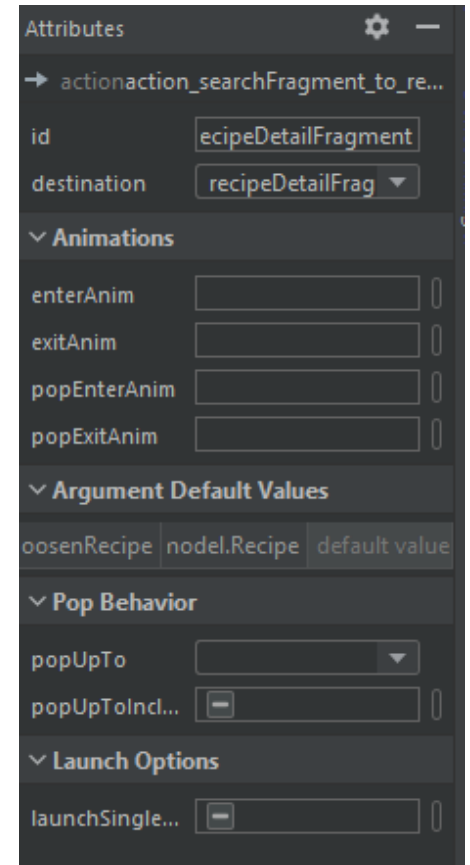 Attributes
actionaction_searchFragment_to_re...
id ecipeDetailFragment
destination recipeDetailFrag
Animations
enterAnim
exitAnim
popEnterAnim
popExitAnim
Argument Default Values
oosenRecipe nodel.Recipe default value
Pop Behavior
popUpTo
popUpToIncl...
Launch Options
launchSingle...